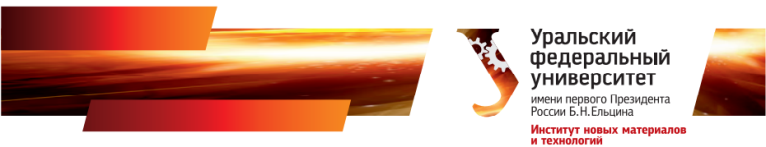 Уральский
федеральный
университет
имени первого Президента
России Б.Н.Ельцина
Институт новых материалов
и технологий